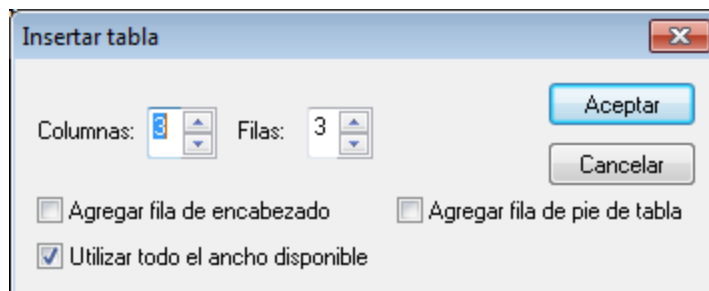 Insertar tabla
Aceptar
Columnas: 3 Filas: 3
Cancelar
Agregar fila de encabezado Agregar fila de pie de tabla
Utilizar todo el ancho disponible